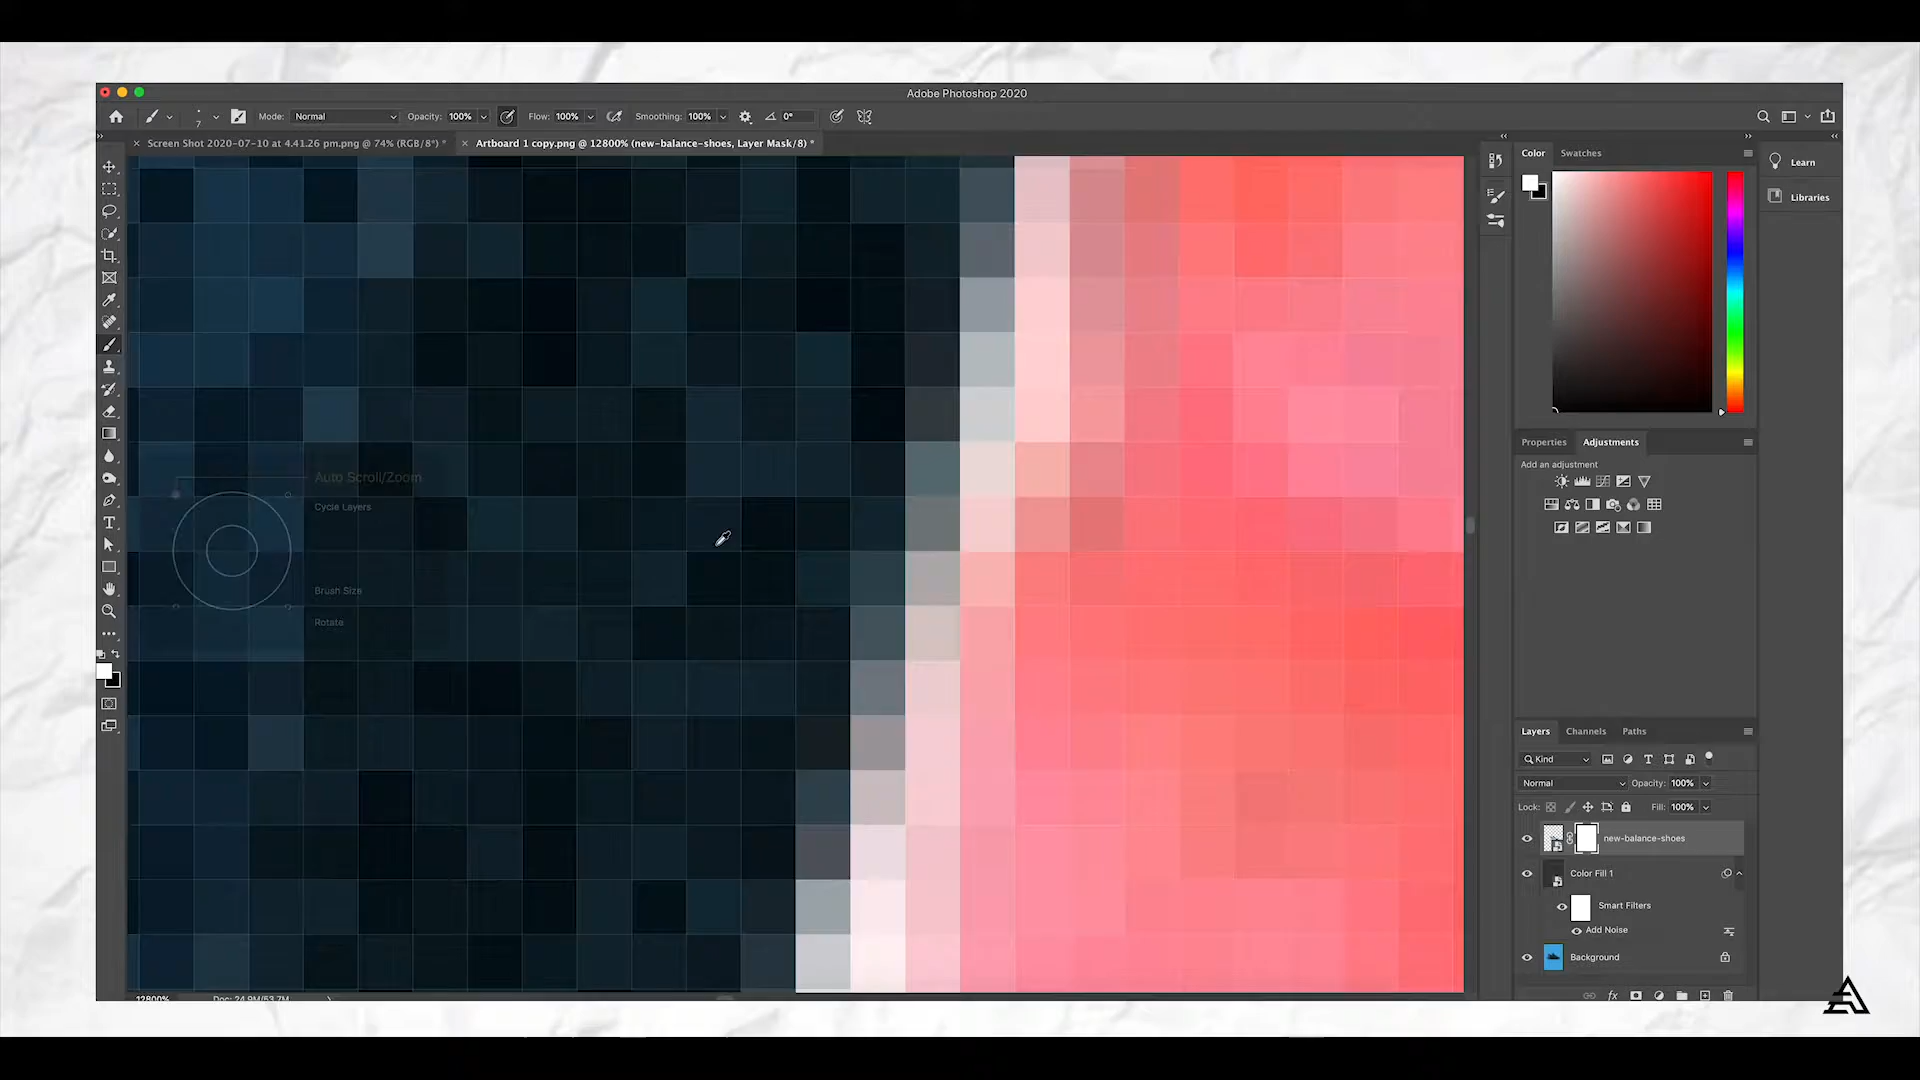 Adobe Photoshop 2020
7 Mode: Normal Opacity: 100% Flow: 100% Smoothing: 100% 0°
Screen Shot 2020-07-10 at 4.41.26 pm.png @ 74% (RGB/8*) *
Artboard 1 copy.png @ 12800% (new-balance-shoes, Layer Mask/8) *
Color Swatches
Learn
Libraries
Properties Adjustments
Add an adjustment
Auto Scroll/Zoom
Cycle Layers
Brush Size
Rotate
Layers Channels Paths
Kind
Normal Opacity: 100%
Lock: Fill: 100%
new-balance-shoes
Color Fill 1
Smart Filters
Add Noise
Background
12800% Doc: 24.9M/53.7M
fx